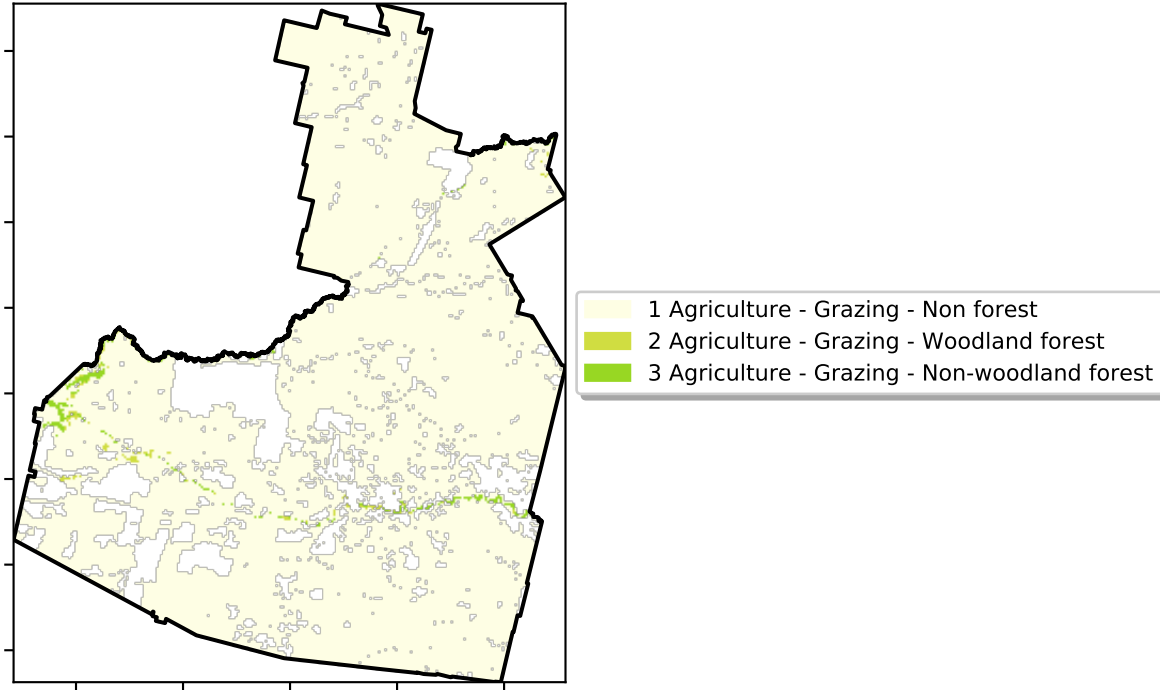 1 Agriculture - Grazing - Non forest
2 Agriculture - Grazing - Woodland forest
3 Agriculture - Grazing - Non-woodland forest